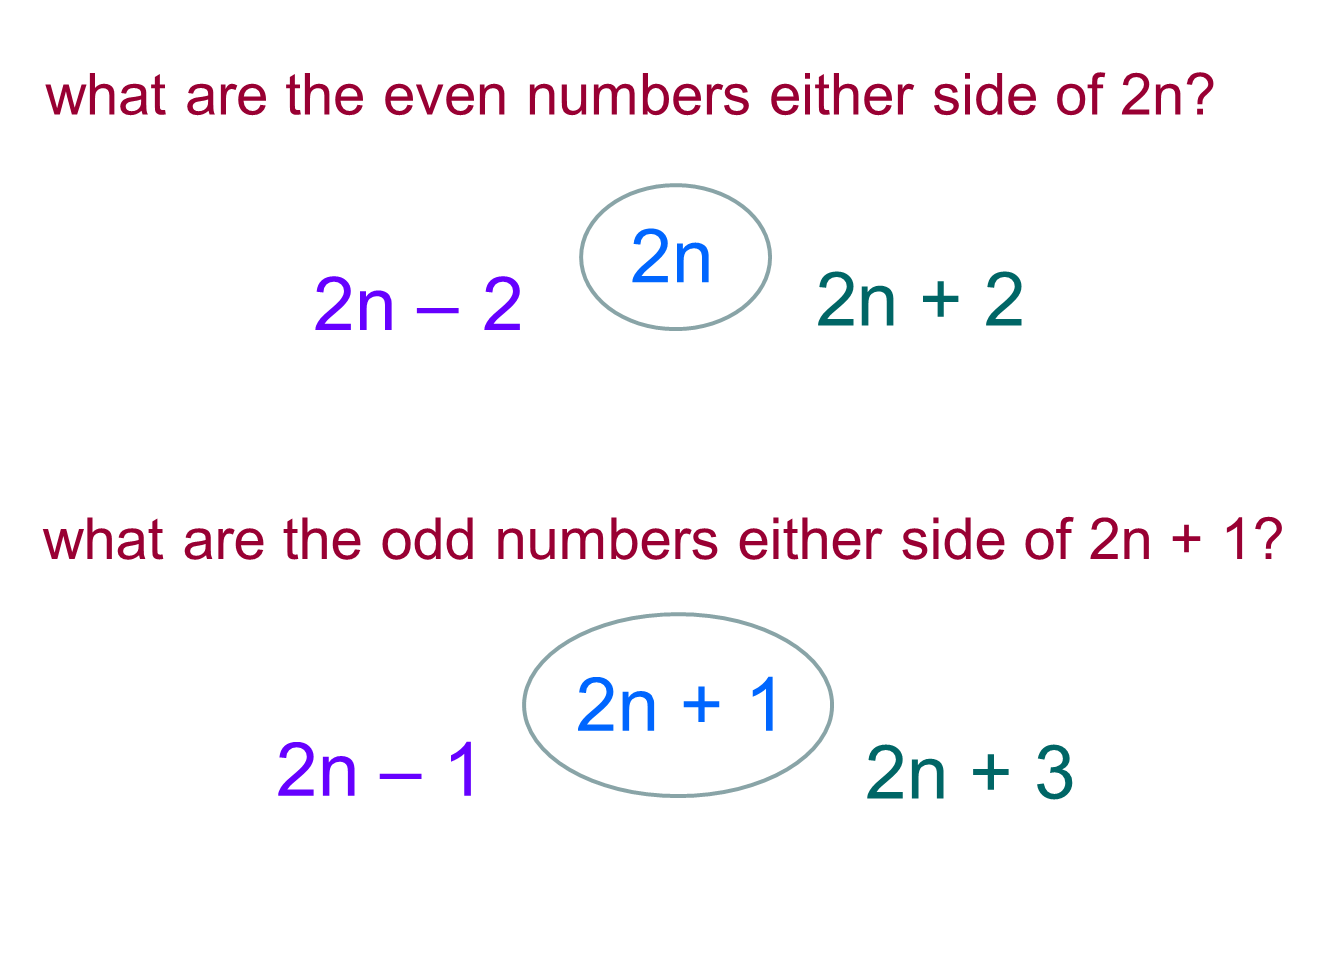 what are the even numbers either side of 2n?
2n – 2 2n 2n + 2
what are the odd numbers either side of 2n + 1?
2n – 1 2n + 1 2n + 3